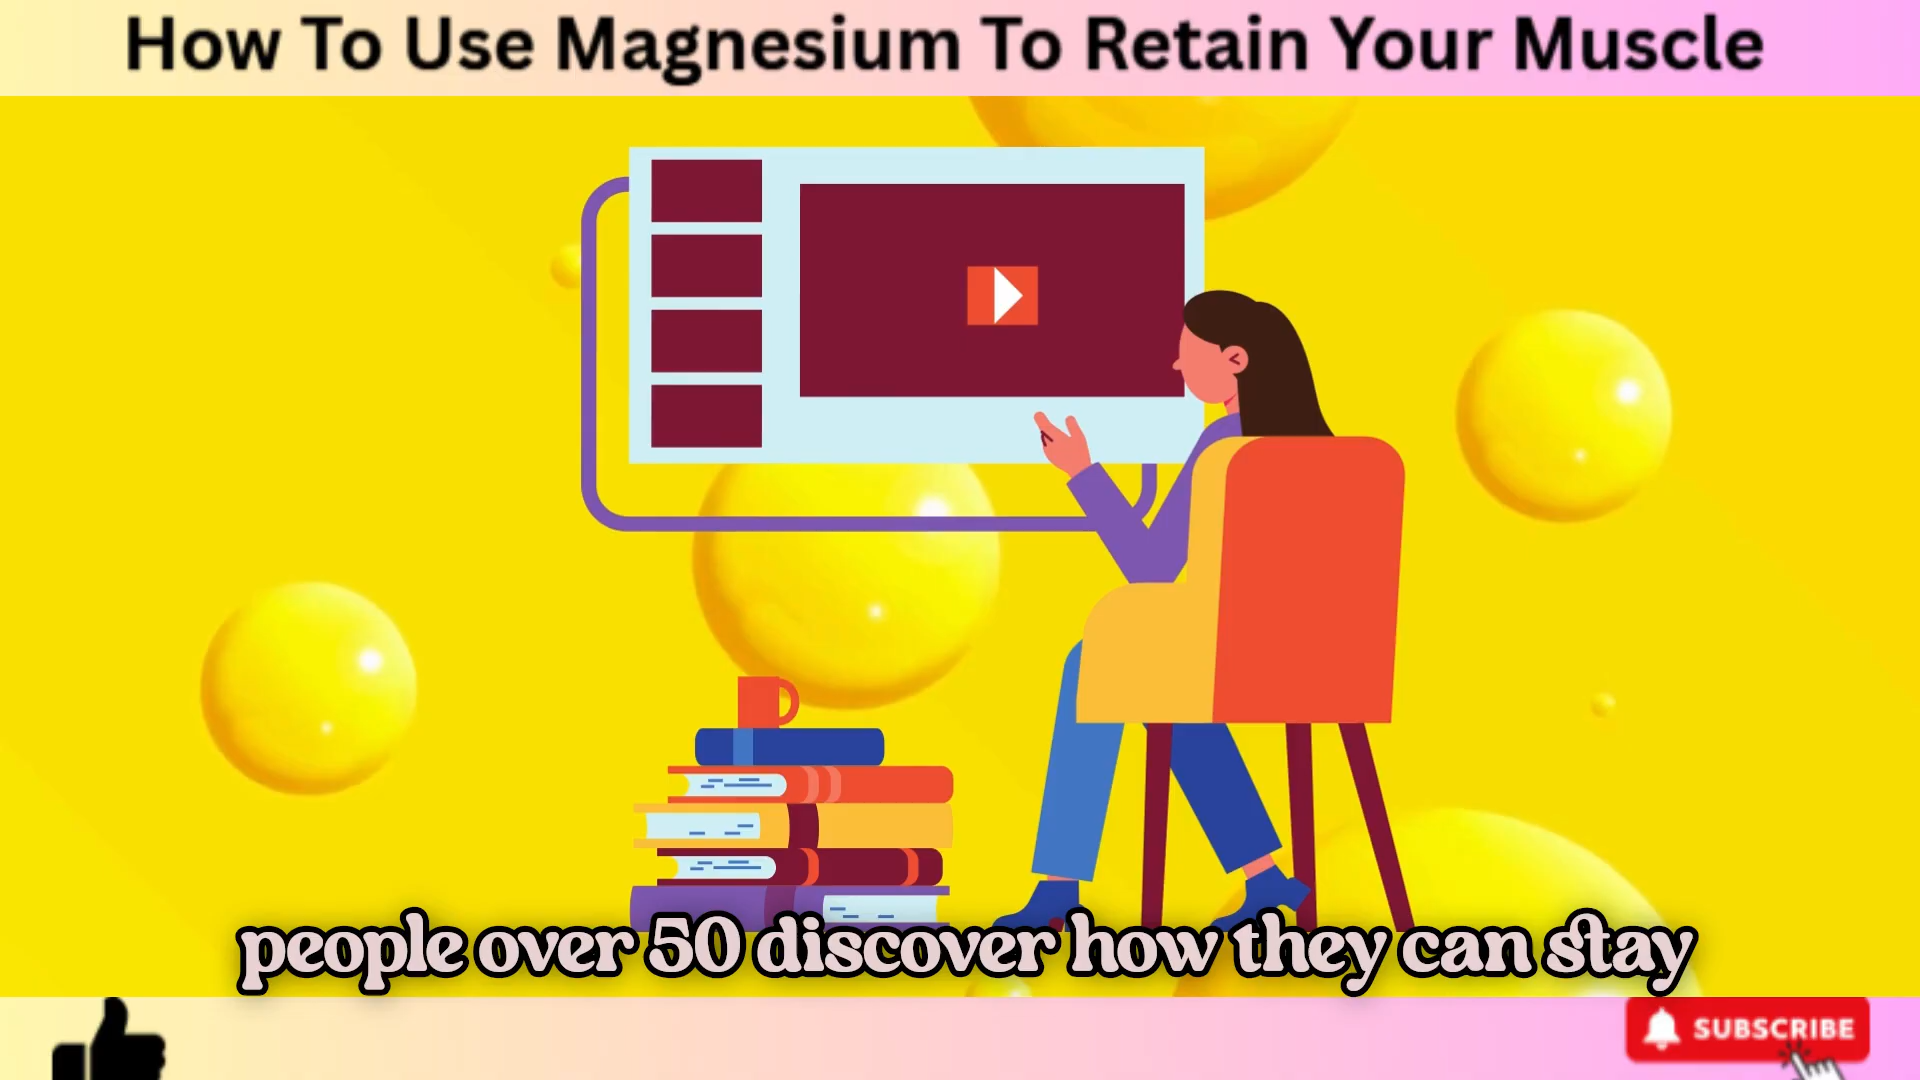 How To Use Magnesium To Retain Your Muscle
people over 50 discover how they can stay
SUBSCRIBE